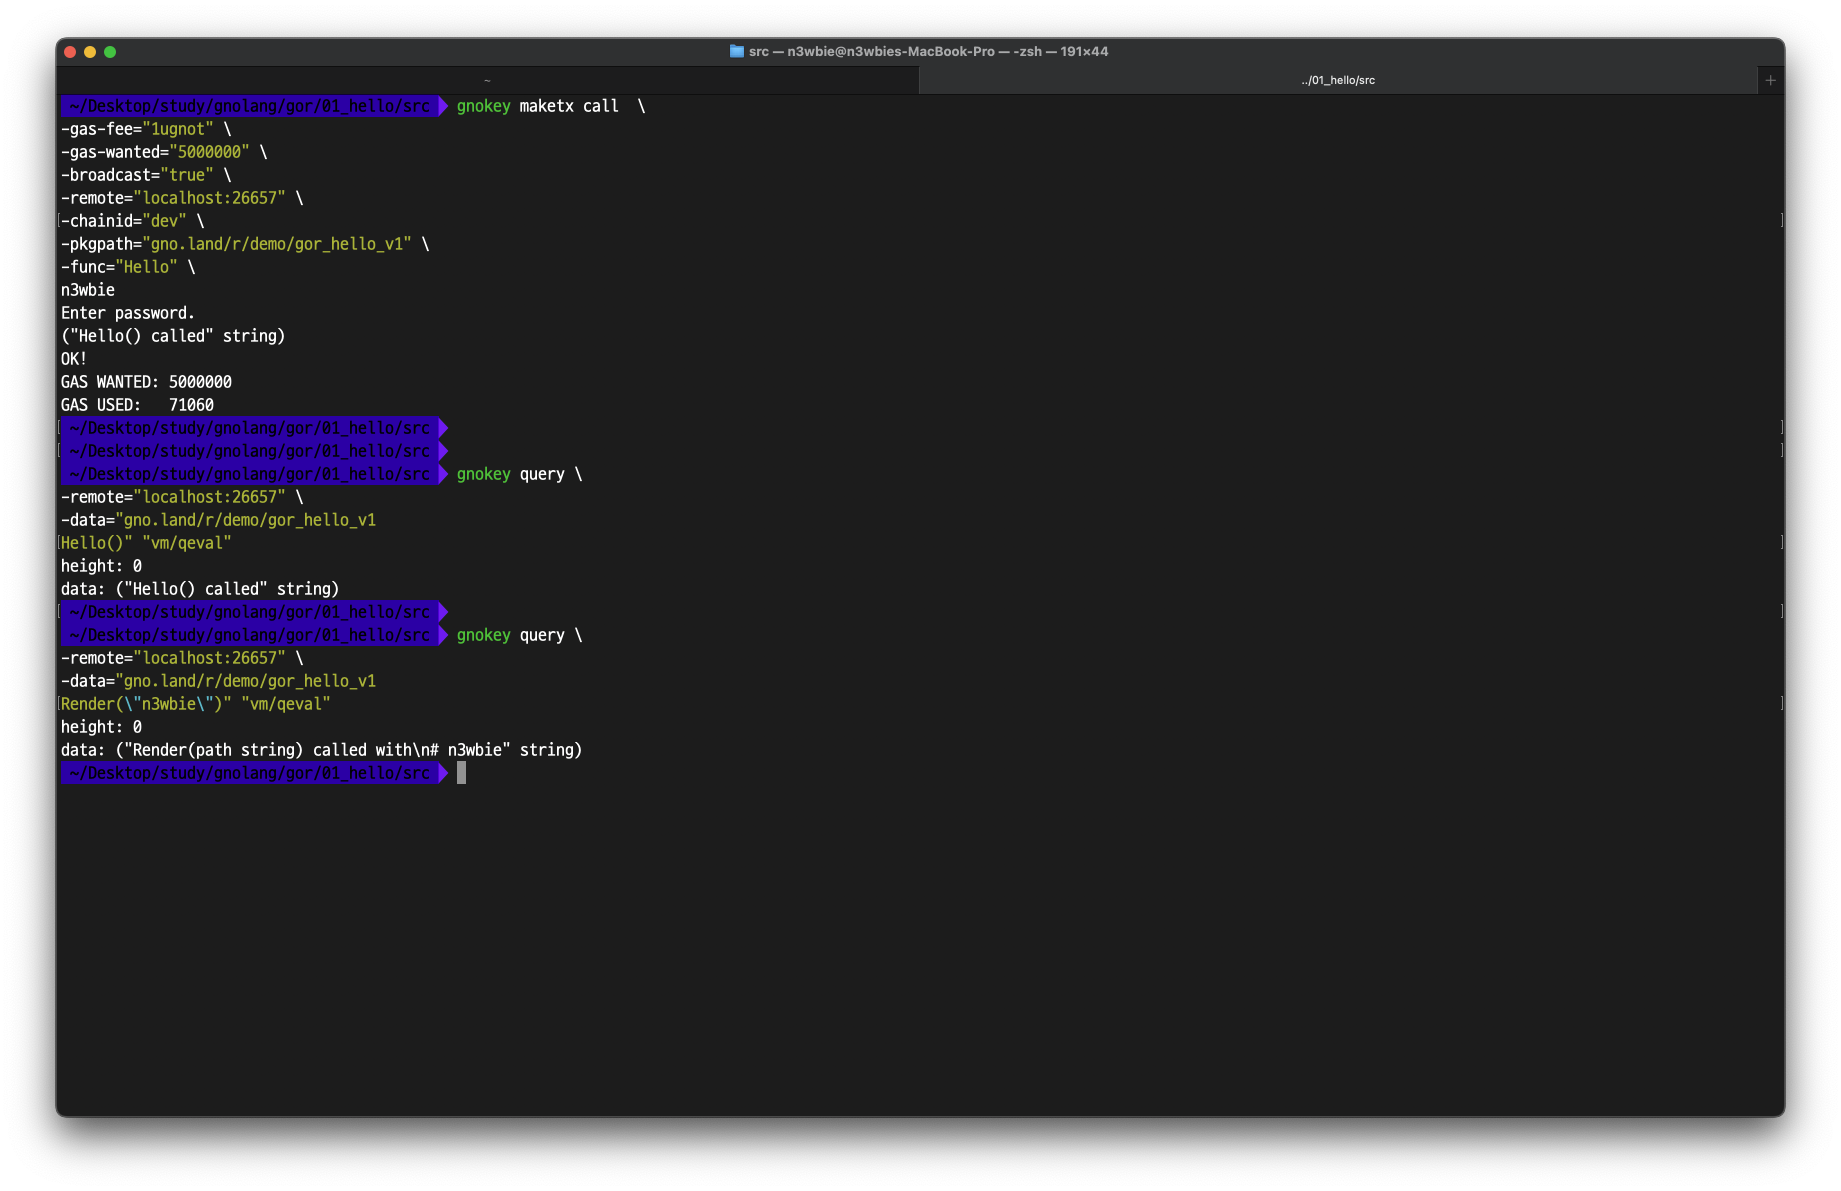 src — n3wbie@n3wbies-MacBook-Pro — -zsh — 191×44
~ ../01_hello/src +
~/Desktop/study/gnolang/gor/01_hello/src gnokey maketx call  \
-gas-fee="1ugnot" \
-gas-wanted="5000000" \
-broadcast="true" \
-remote="localhost:26657" \
-chainid="dev" \
-pkgpath="gno.land/r/demo/gor_hello_v1" \
-func="Hello" \
n3wbie
Enter password.
("Hello() called" string)
OK!
GAS WANTED: 5000000
GAS USED:   71060
~/Desktop/study/gnolang/gor/01_hello/src
~/Desktop/study/gnolang/gor/01_hello/src
~/Desktop/study/gnolang/gor/01_hello/src gnokey query \
-remote="localhost:26657" \
-data="gno.land/r/demo/gor_hello_v1
Hello()" "vm/qeval"
height: 0
data: ("Hello() called" string)
~/Desktop/study/gnolang/gor/01_hello/src
~/Desktop/study/gnolang/gor/01_hello/src gnokey query \
-remote="localhost:26657" \
-data="gno.land/r/demo/gor_hello_v1
Render(\"n3wbie\")" "vm/qeval"
height: 0
data: ("Render(path string) called with\n# n3wbie" string)
~/Desktop/study/gnolang/gor/01_hello/src